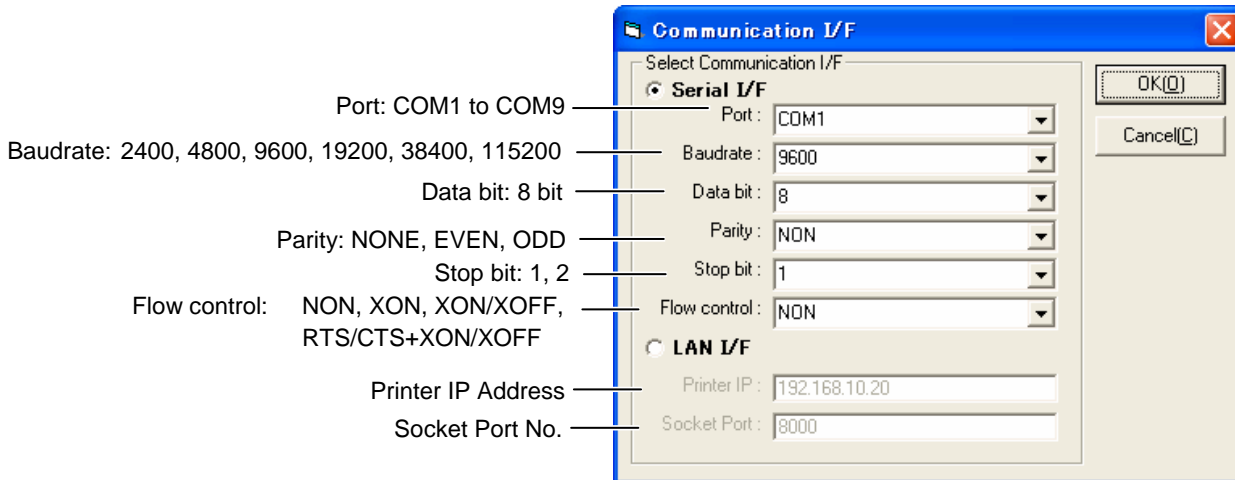 Communication I/F
Select Communication I/F
OK(O)
Serial I/F
Port: COM1 to COM9
Port :
COM1
Cancel(C)
Baudrate: 2400, 4800, 9600, 19200, 38400, 115200
Baudrate :
9600
Data bit: 8 bit
Data bit :
8
Parity: NONE, EVEN, ODD
Parity :
NON
Stop bit: 1, 2
Stop bit :
1
Flow control: NON, XON, XON/XOFF,
RTS/CTS+XON/XOFF
Flow control :
NON
LAN I/F
Printer IP Address
Printer IP :
192.168.10.20
Socket Port No.
Socket Port :
8000